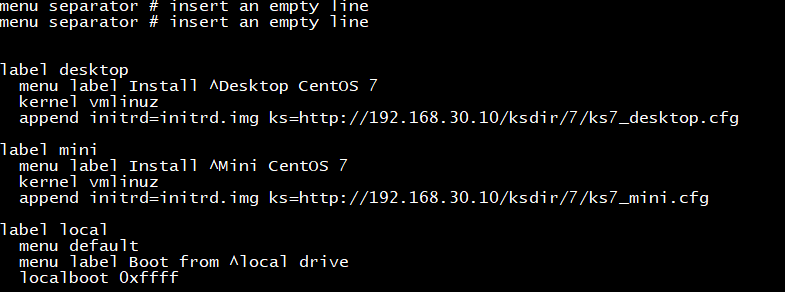 menu separator # insert an empty line
menu separator # insert an empty line
label desktop
menu label Install ^Desktop CentOS 7
kernel vmlinuz
append initrd=initrd.img ks=http://192.168.30.10/ksdir/7/ks7_desktop.cfg
label mini
menu label Install ^Mini CentOS 7
kernel vmlinuz
append initrd=initrd.img ks=http://192.168.30.10/ksdir/7/ks7_mini.cfg
label local
menu default
menu label Boot from ^local drive
localboot 0xffff